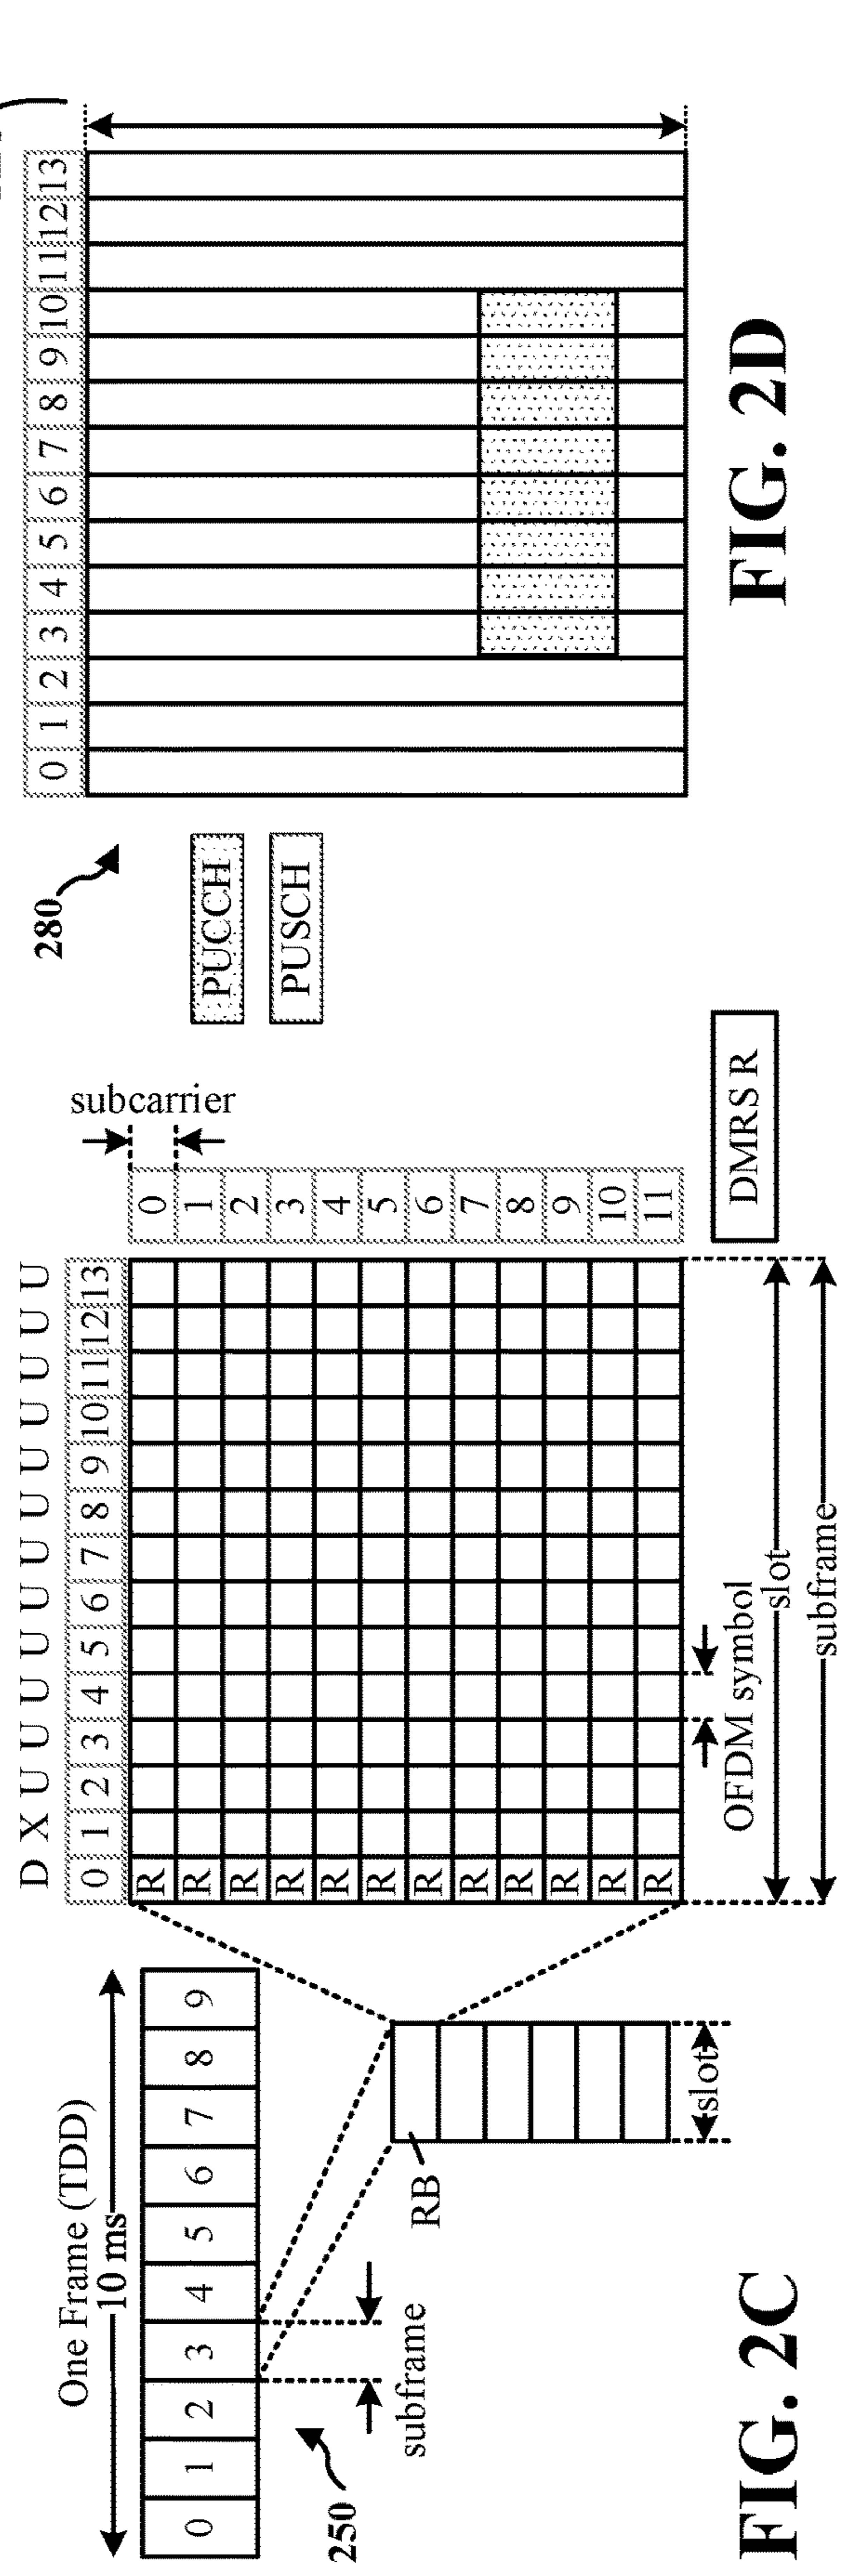 One Frame (TDD)
10 ms
0 1 2 3 4 5 6 7 8 9
250
subframe
RB
slot
D X U U U U U U U U U U U U
0 1 2 3 4 5 6 7 8 9 10 11 12 13
R
R
R
R
R
R
R
R
R
R
R
R
subcarrier
0
1
2
3
4
5
6
7
8
9
10
11
OFDM symbol
slot
subframe
DMRS R
FIG. 2C
280
PUCCH
PUSCH
0 1 2 3 4 5 6 7 8 9 10 11 12 13
FIG. 2D